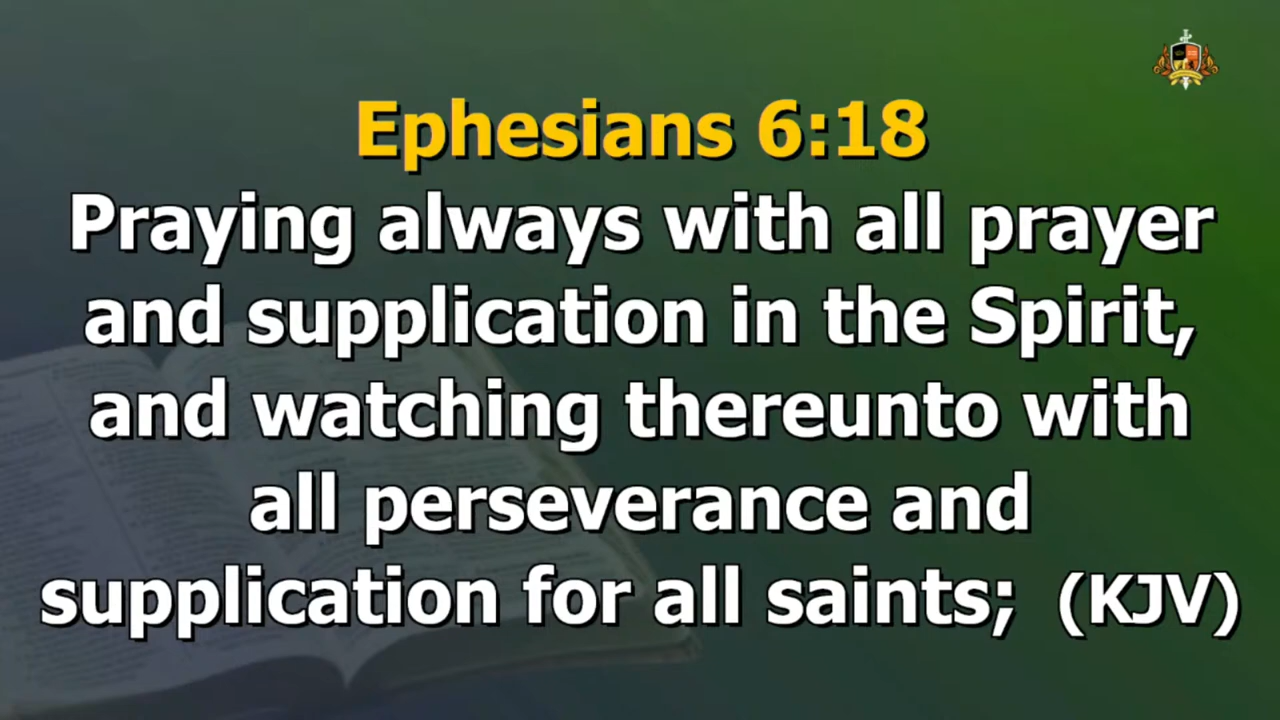 Ephesians 6:18
Praying always with all prayer
and supplication in the Spirit,
and watching thereunto with
all perseverance and
supplication for all saints; (KJV)